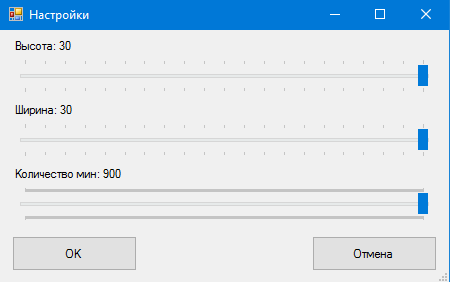 Настройки
Высота: 30
Ширина: 30
Количество мин: 900
OK
Отмена